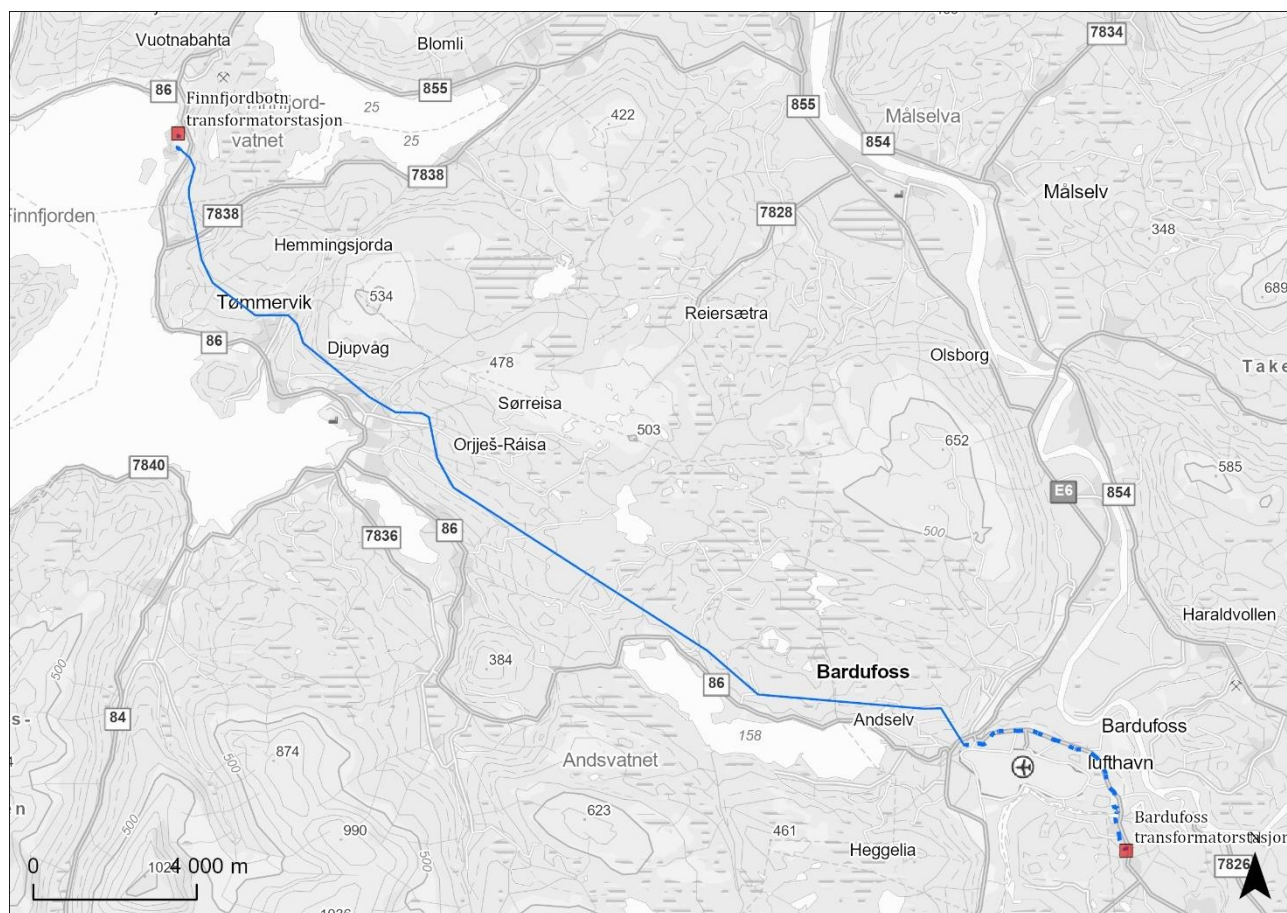 Vuotnabahta
Blomli
7834
86
855
25
422
855
Målselva
Finnfjordbotn
transformatorstasjon
vatnet
25
854
7838
Målselv
Finnfjorden
7838
7828
348
Hemmingsjorda
689
Tømmervik
534
Reiersætra
86
Djupvåg
478
Olsborg
Take
Sørreisa
503
Orjješ-Ráisa
652
585
7840
E6
854
500
86
7836
Haraldvollen
384
Bardufoss
86
500
84
Andselv
Bardufoss
lufthavn
158
874
Andsvatnet
Bardufoss
transformatorstasjon
623
990
461
Heggelia
500
500
7826
0
4 000 m
N